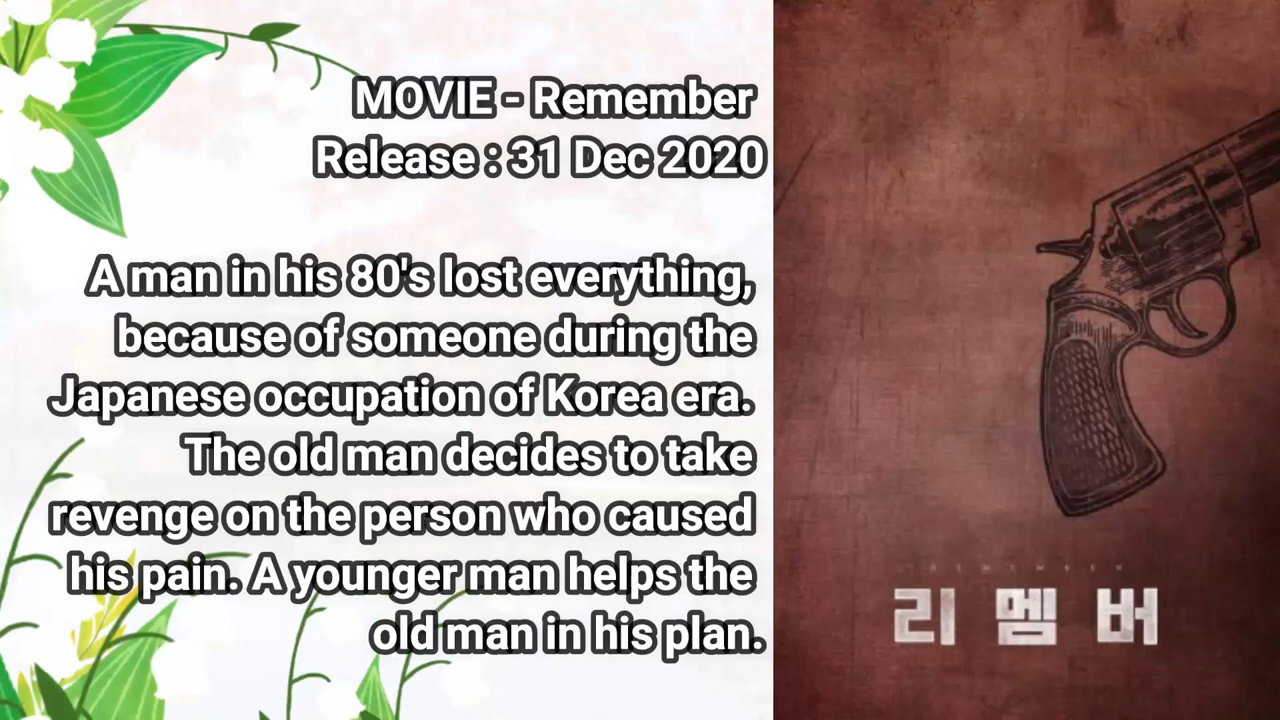 MOVIE - Remember
Release : 31 Dec 2020
A man in his 80's lost everything,
because of someone during the
Japanese occupation of Korea era.
The old man decides to take
revenge on the person who caused
his pain. A younger man helps the
old man in his plan.
REMEMBER
리멤버